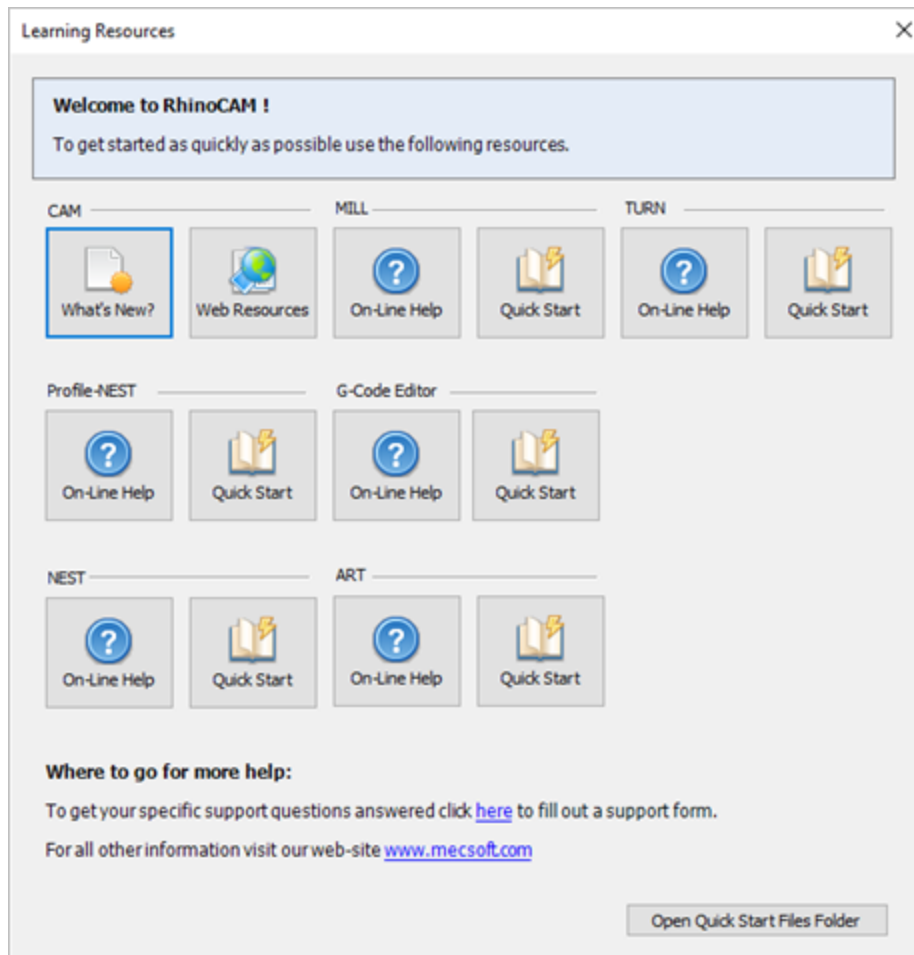 Learning Resources
Welcome to RhinoCAM !
To get started as quickly as possible use the following resources.
CAM
What's New?
Web Resources
MILL
On-Line Help
Quick Start
TURN
On-Line Help
Quick Start
Profile-NEST
On-Line Help
Quick Start
G-Code Editor
On-Line Help
Quick Start
NEST
On-Line Help
Quick Start
ART
On-Line Help
Quick Start
Where to go for more help:
To get your specific support questions answered click here to fill out a support form.
For all other information visit our web-site www.mecsoft.com
Open Quick Start Files Folder